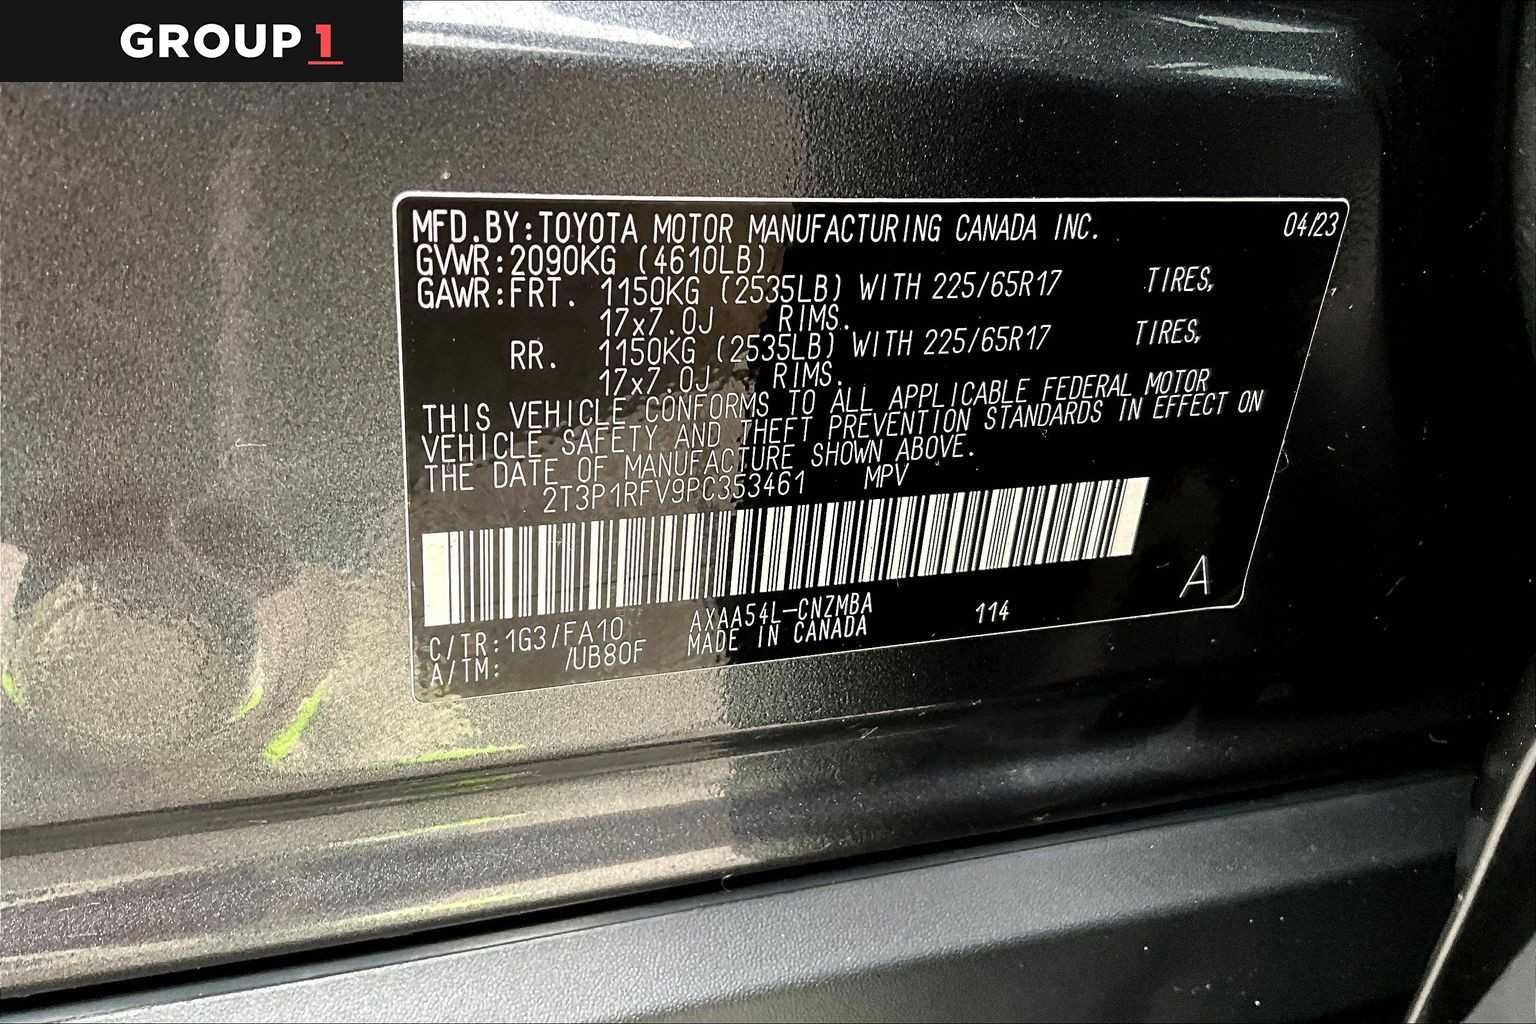 GROUP 1
MFD.BY:TOYOTA MOTOR MANUFACTURING CANADA INC. 04/23
GVWR:2090KG (4610LB)
GAWR:FRT. 1150KG (2535LB) WITH 225/65R17 TIRES,
17x7.0J RIMS.
RR. 1150KG (2535LB) WITH 225/65R17 TIRES,
17x7.0J RIMS.
THIS VEHICLE CONFORMS TO ALL APPLICABLE FEDERAL MOTOR
VEHICLE SAFETY AND THEFT PREVENTION STANDARDS IN EFFECT ON
THE DATE OF MANUFACTURE SHOWN ABOVE.
2T3P1RFV9PC353461 MPV
A
C/TR:1G3/FA10 AXAA54L-CNZMBA 114
A/TM: /UB80F MADE IN CANADA